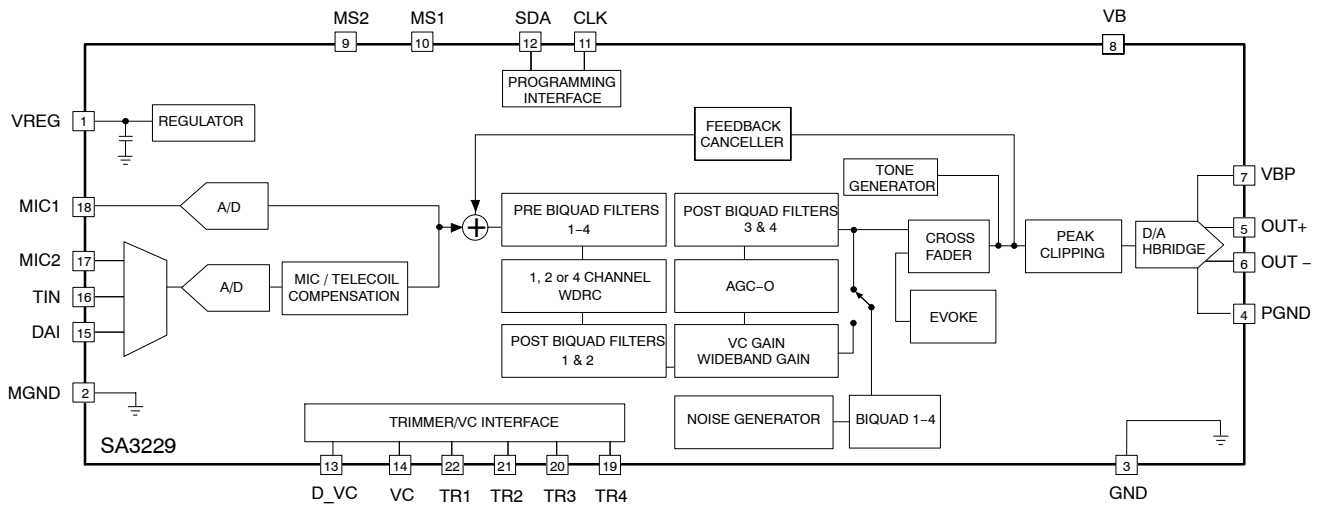 MS2 MS1 SDA CLK VB
9 10 12 11 8
PROGRAMMING
INTERFACE
VREG 1 REGULATOR
FEEDBACK
CANCELLER
TONE
GENERATOR
7 VBP
MIC1 18 A/D
PRE BIQUAD FILTERS
1–4
POST BIQUAD FILTERS
3 & 4
CROSS
FADER
PEAK
CLIPPING
D/A
HBRIDGE
5 OUT+
6 OUT –
MIC2 17
TIN 16
DAI 15
A/D
MIC / TELECOIL
COMPENSATION
+
1, 2 or 4 CHANNEL
WDRC
AGC–O
EVOKE
4 PGND
POST BIQUAD FILTERS
1 & 2
VC GAIN
WIDEBAND GAIN
MGND 2
NOISE GENERATOR
BIQUAD 1–4
TRIMMER/VC INTERFACE
SA3229
13 14 22 21 20 19 3
D_VC VC TR1 TR2 TR3 TR4 GND